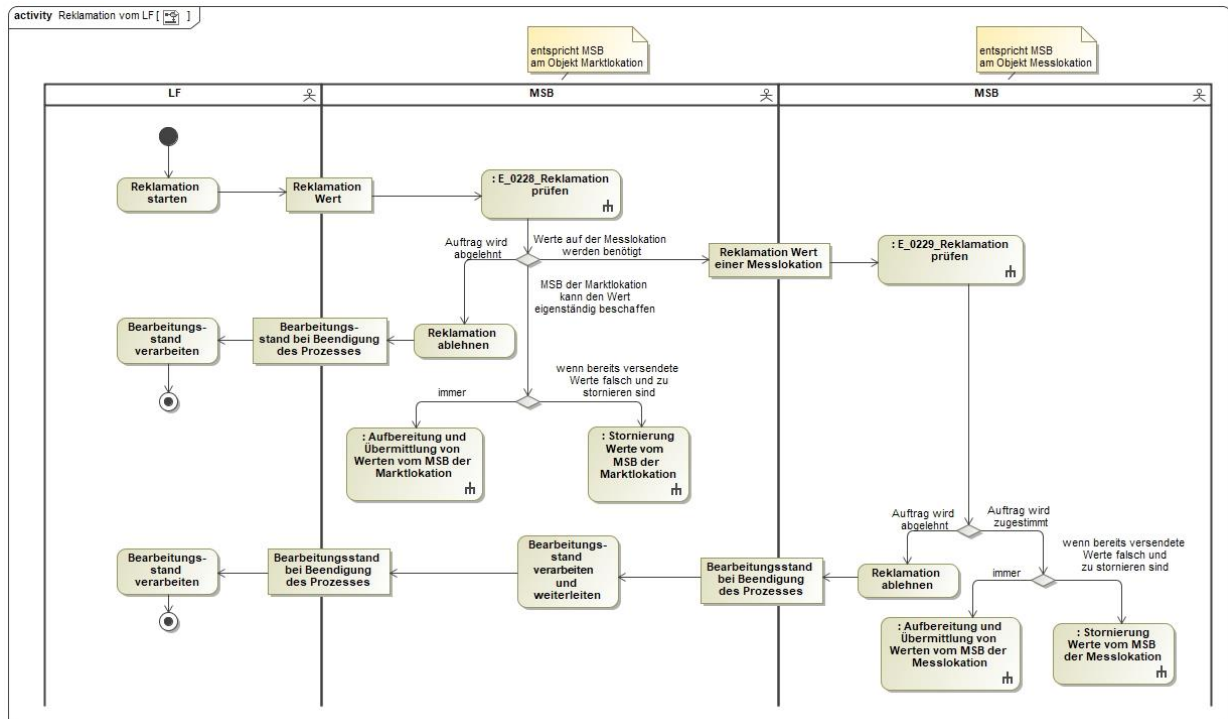 activity Reklamation vom LF [ ]
entspricht MSB
am Objekt Marktlokation
entspricht MSB
am Objekt Messlokation
LF
MSB
MSB
Reklamation
starten
Reklamation
Wert
: E_0228_Reklamation
prüfen
Auftrag wird
abgelehnt
Werte auf der Messlokation
werden benötigt
Reklamation Wert
einer Messlokation
: E_0229_Reklamation
prüfen
MSB der Marktlokation
kann den Wert
eigenständig beschaffen
Bearbeitungs-
stand
verarbeiten
Bearbeitungs-
stand bei Beendigung
des Prozesses
Reklamation
ablehnen
immer
wenn bereits versendete
Werte falsch und zu
stornieren sind
: Aufbereitung und
Übermittlung von
Werten vom MSB der
Marktlokation
: Stornierung
Werte vom
MSB der
Marktlokation
Auftrag wird
abgelehnt
Auftrag wird
zugestimmt
Bearbeitungs-
stand
verarbeiten
Bearbeitungsstand
bei Beendigung
des Prozesses
Bearbeitungs-
stand
verarbeiten
und
weiterleiten
Bearbeitungsstand
bei Beendigung
des Prozesses
Reklamation
ablehnen
immer
wenn bereits versendete
Werte falsch und
zu stornieren sind
: Aufbereitung und
Übermittlung von
Werten vom MSB der
Messlokation
: Stornierung
Werte vom MSB
der Messlokation